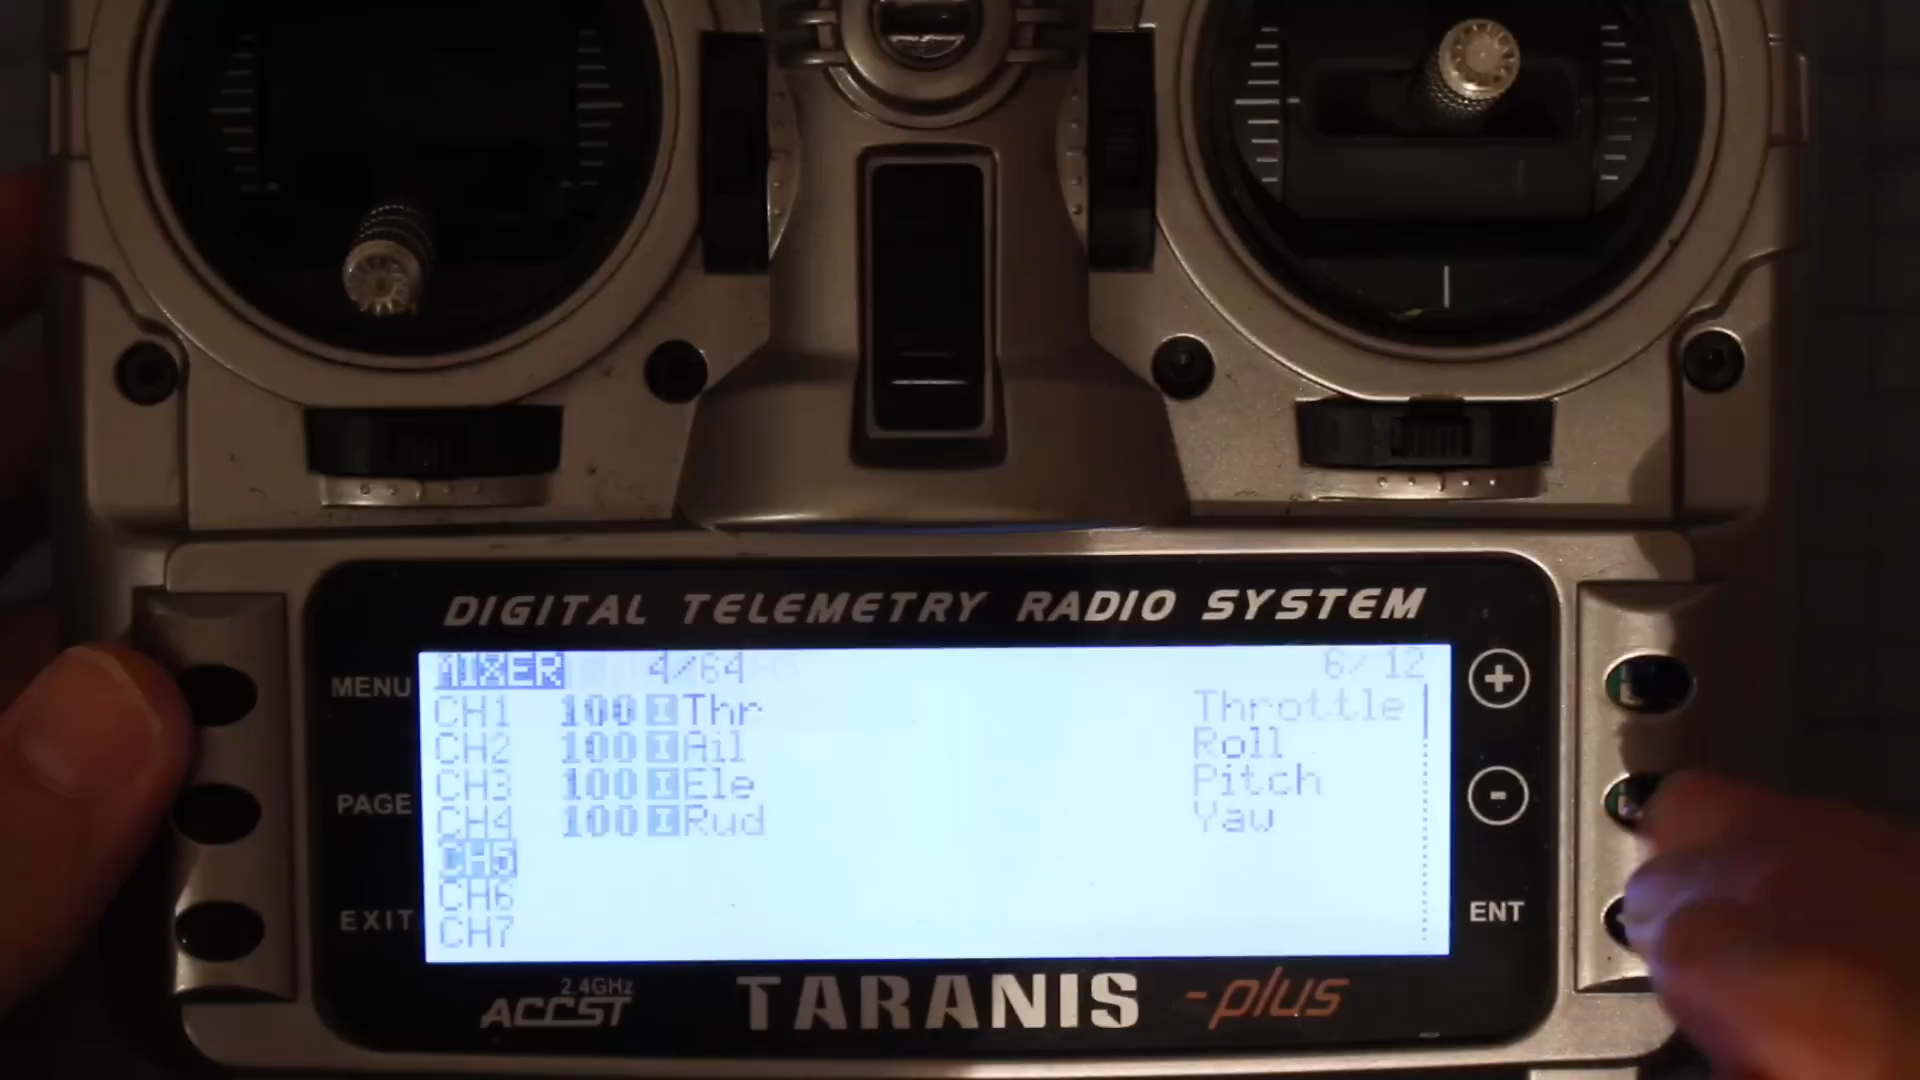 DIGITAL TELEMETRY RADIO SYSTEM
MIXER 4/64 6/12
CH1 100 I Thr Throttle
CH2 100 I Ail Roll
CH3 100 I Ele Pitch
CH4 100 I Rud Yaw
CH5
CH6
CH7
MENU
PAGE
EXIT
+
-
ENT
2.4GHz
ACCST
TARANIS -plus